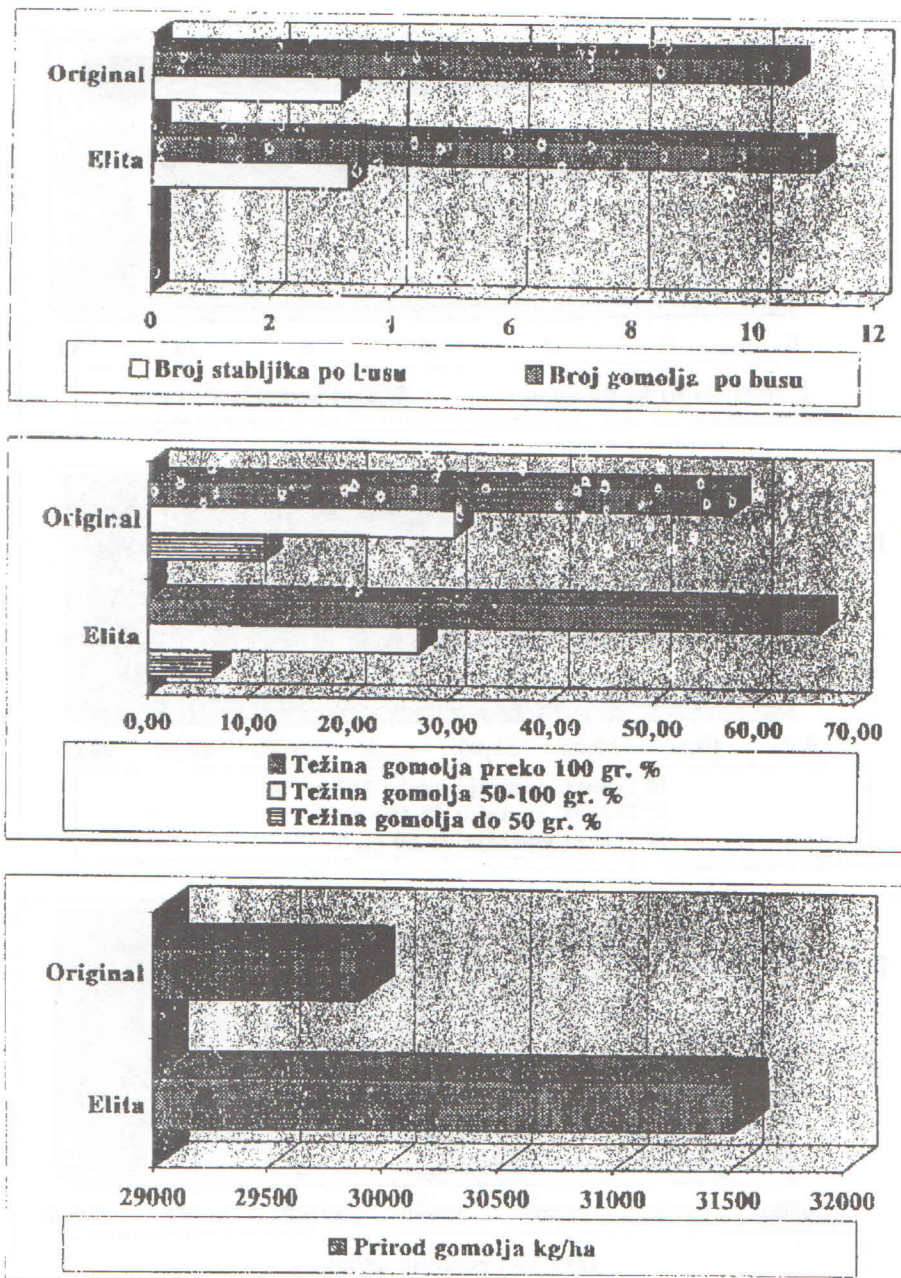 Original
Elita
0 2 4 6 8 10 12
Broj stabljika po busu Broj gomolja po busu
Original
Elita
0,00 10,00 20,00 30,00 40,00 50,00 60,00 70,00
Težina gomolja preko 100 gr. %
Težina gomolja 50-100 gr. %
Težina gomolja do 50 gr. %
Original
Elita
29000 29500 30000 30500 31000 31500 32000
Prirod gomolja kg/ha